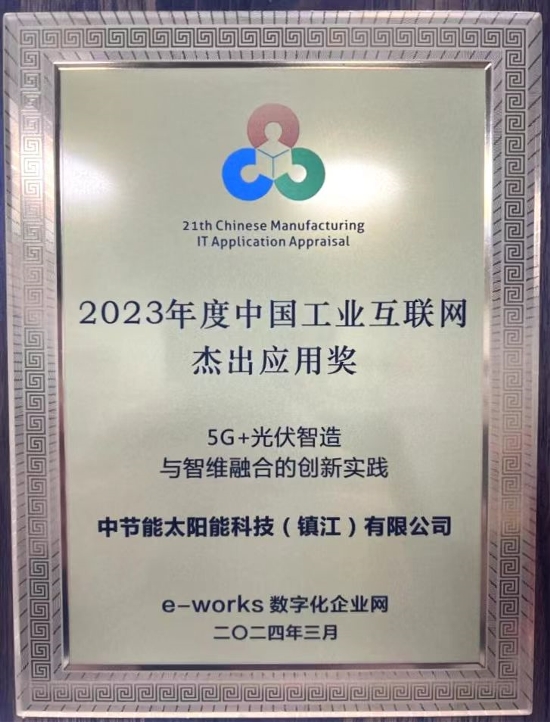 21th Chinese Manufacturing
IT Application Appraisal
2023年度中国工业互联网
杰出应用奖
5G+光伏智造
与智维融合的创新实践
中节能太阳能科技（镇江）有限公司
e-works 数字化企业网
二〇二四年三月